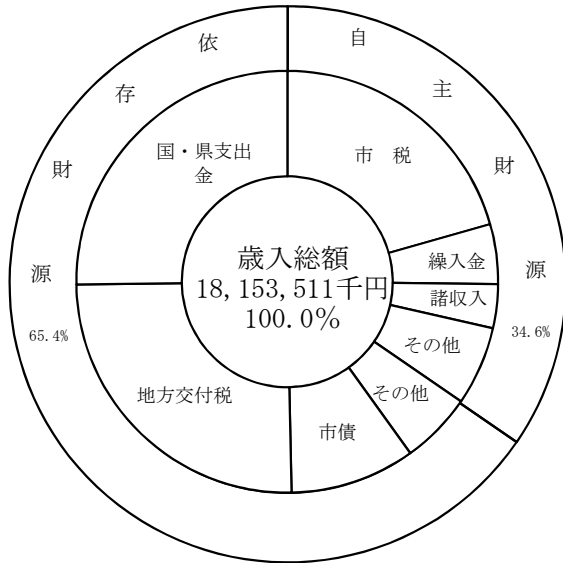 依存財源
65.4%
自主財源
34.6%
国・県支出
金
市　税
繰入金
諸収入
その他
その他
市債
地方交付税
歳入総額
18,153,511千円
100.0%